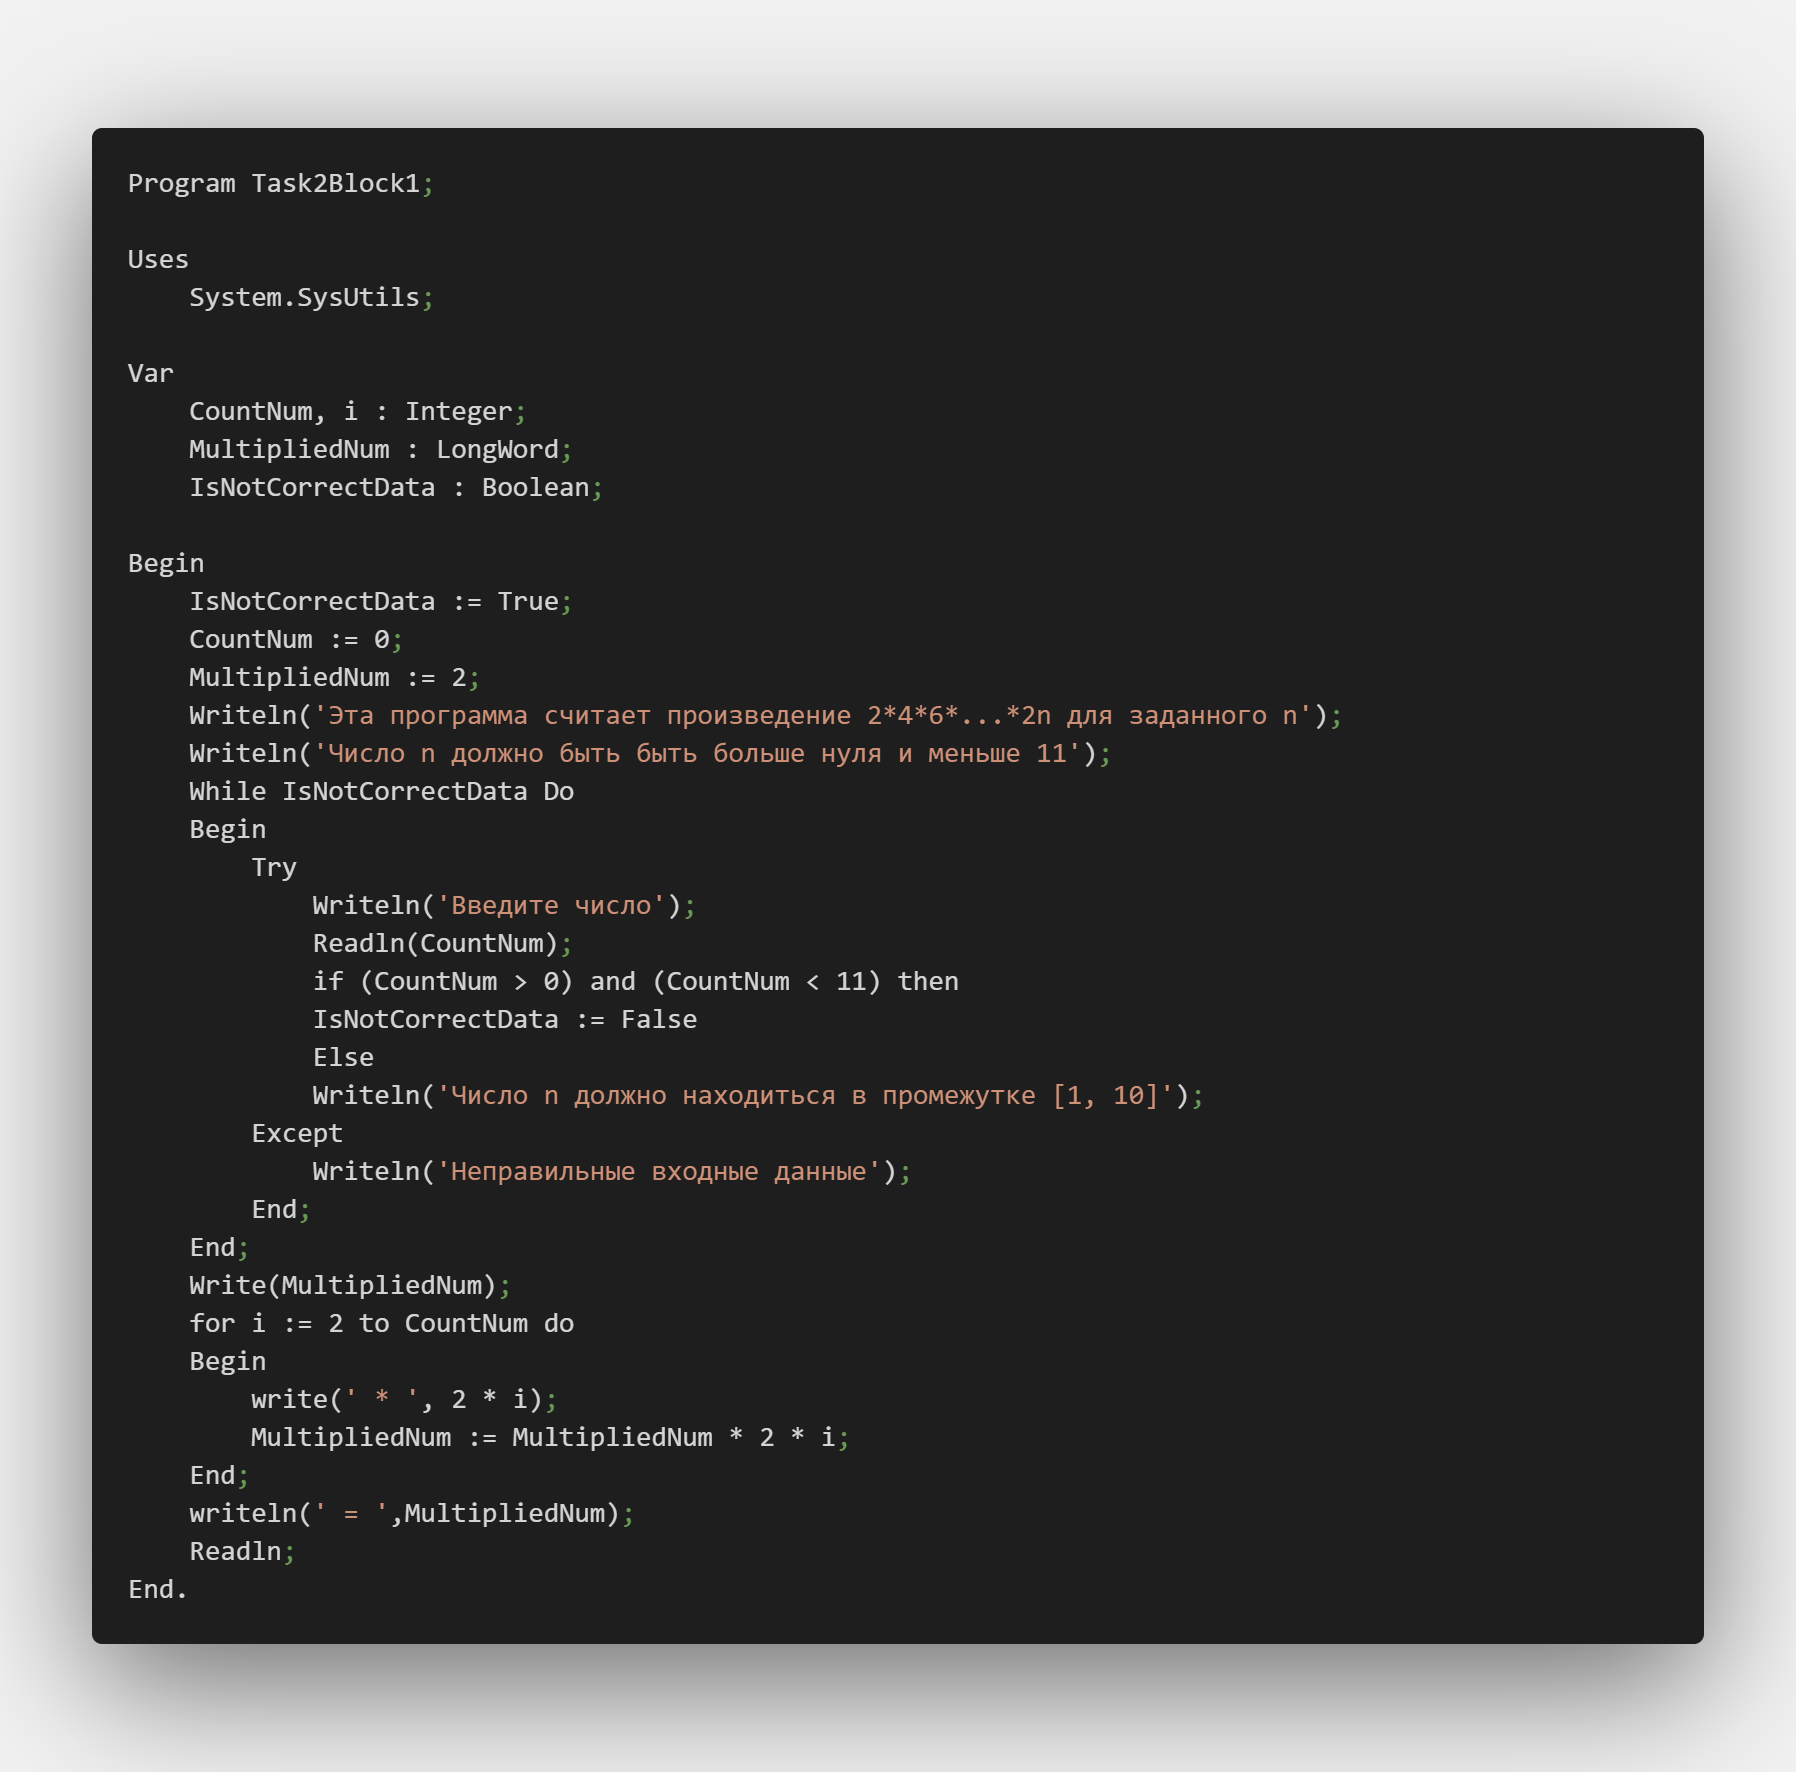 Program Task2Block1;

Uses
    System.SysUtils;

Var
    CountNum, i : Integer;
    MultipliedNum : LongWord;
    IsNotCorrectData : Boolean;

Begin
    IsNotCorrectData := True;
    CountNum := 0;
    MultipliedNum := 2;
    Writeln('Эта программа считает произведение 2*4*6*...*2n для заданного n');
    Writeln('Число n должно быть быть больше нуля и меньше 11');
    While IsNotCorrectData Do
    Begin
        Try
            Writeln('Введите число');
            Readln(CountNum);
            if (CountNum > 0) and (CountNum < 11) then
            IsNotCorrectData := False
            Else
            Writeln('Число n должно находиться в промежутке [1, 10]');
        Except
            Writeln('Неправильные входные данные');
        End;
    End;
    Write(MultipliedNum);
    for i := 2 to CountNum do
    Begin
        write(' * ', 2 * i);
        MultipliedNum := MultipliedNum * 2 * i;
    End;
    writeln(' = ',MultipliedNum);
    Readln;
End.